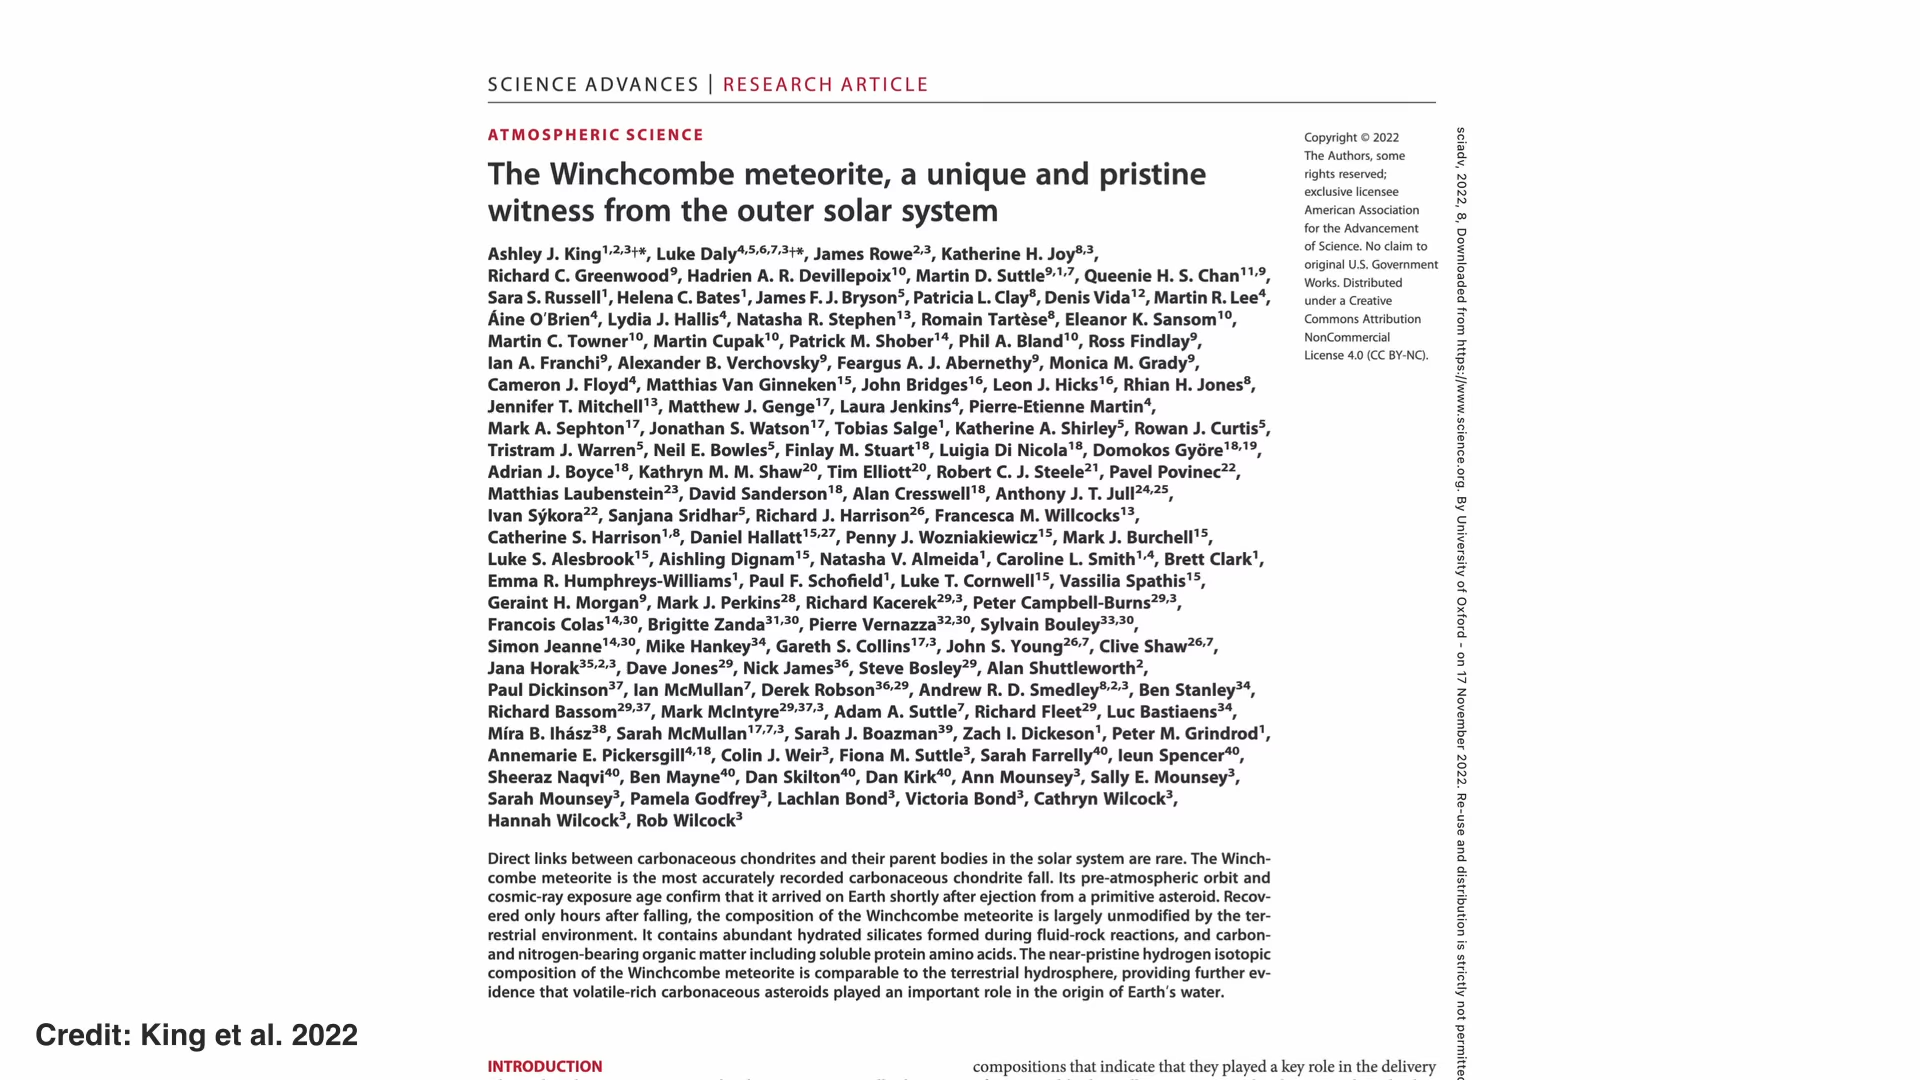 SCIENCE ADVANCES | RESEARCH ARTICLE
ATMOSPHERIC SCIENCE
The Winchcombe meteorite, a unique and pristine
witness from the outer solar system
Ashley J. King1,2,3†*, Luke Daly4,5,6,7,3†*, James Rowe2,3, Katherine H. Joy8,3,
Richard C. Greenwood9, Hadrien A. R. Devillepoix10, Martin D. Suttle9,1,7, Queenie H. S. Chan11,9,
Sara S. Russell1, Helena C. Bates1, James F. J. Bryson5, Patricia L. Clay8, Denis Vida12, Martin R. Lee4,
Áine O'Brien4, Lydia J. Hallis4, Natasha R. Stephen13, Romain Tartèse8, Eleanor K. Sansom10,
Martin C. Towner10, Martin Cupak10, Patrick M. Shober14, Phil A. Bland10, Ross Findlay9,
Ian A. Franchi9, Alexander B. Verchovsky9, Feargus A. J. Abernethy9, Monica M. Grady9,
Cameron J. Floyd4, Matthias Van Ginneken15, John Bridges16, Leon J. Hicks16, Rhian H. Jones8,
Jennifer T. Mitchell13, Matthew J. Genge17, Laura Jenkins4, Pierre-Etienne Martin4,
Mark A. Sephton17, Jonathan S. Watson17, Tobias Salge1, Katherine A. Shirley5, Rowan J. Curtis5,
Tristram J. Warren5, Neil E. Bowles5, Finlay M. Stuart18, Luigia Di Nicola18, Domokos Györe18,19,
Adrian J. Boyce18, Kathryn M. M. Shaw20, Tim Elliott20, Robert C. J. Steele21, Pavel Povinec22,
Matthias Laubenstein23, David Sanderson18, Alan Cresswell18, Anthony J. T. Jull24,25,
Ivan Sýkora22, Sanjana Sridhar5, Richard J. Harrison26, Francesca M. Willcocks13,
Catherine S. Harrison1,8, Daniel Hallatt15,27, Penny J. Wozniakiewicz15, Mark J. Burchell15,
Luke S. Alesbrook15, Aishling Dignam15, Natasha V. Almeida1, Caroline L. Smith1,4, Brett Clark1,
Emma R. Humphreys-Williams1, Paul F. Schofield1, Luke T. Cornwell15, Vassilia Spathis15,
Geraint H. Morgan9, Mark J. Perkins28, Richard Kacerek29,3, Peter Campbell-Burns29,3,
Francois Colas14,30, Brigitte Zanda31,30, Pierre Vernazza32,30, Sylvain Bouley33,30,
Simon Jeanne14,30, Mike Hankey34, Gareth S. Collins17,3, John S. Young26,7, Clive Shaw26,7,
Jana Horak35,2,3, Dave Jones29, Nick James36, Steve Bosley29, Alan Shuttleworth2,
Paul Dickinson37, Ian McMullan7, Derek Robson36,29, Andrew R. D. Smedley8,2,3, Ben Stanley34,
Richard Bassom29,37, Mark McIntyre29,37,3, Adam A. Suttle7, Richard Fleet29, Luc Bastiaens34,
Míra B. Ihász38, Sarah McMullan17,7,3, Sarah J. Boazman39, Zach I. Dickeson1, Peter M. Grindrod1,
Annemarie E. Pickersgill4,18, Colin J. Weir3, Fiona M. Suttle3, Sarah Farrelly40, Ieun Spencer40,
Sheeraz Naqvi40, Ben Mayne40, Dan Skilton40, Dan Kirk40, Ann Mounsey3, Sally E. Mounsey3,
Sarah Mounsey3, Pamela Godfrey3, Lachlan Bond3, Victoria Bond3, Cathryn Wilcock3,
Hannah Wilcock3, Rob Wilcock3
Direct links between carbonaceous chondrites and their parent bodies in the solar system are rare. The Winch-
combe meteorite is the most accurately recorded carbonaceous chondrite fall. Its pre-atmospheric orbit and
cosmic-ray exposure age confirm that it arrived on Earth shortly after ejection from a primitive asteroid. Recov-
ered only hours after falling, the composition of the Winchcombe meteorite is largely unmodified by the ter-
restrial environment. It contains abundant hydrated silicates formed during fluid-rock reactions, and carbon-
and nitrogen-bearing organic matter including soluble protein amino acids. The near-pristine hydrogen isotopic
composition of the Winchcombe meteorite is comparable to the terrestrial hydrosphere, providing further ev-
idence that volatile-rich carbonaceous asteroids played an important role in the origin of Earth's water.
Copyright © 2022
The Authors, some
rights reserved;
exclusive licensee
American Association
for the Advancement
of Science. No claim to
original U.S. Government
Works. Distributed
under a Creative
Commons Attribution
NonCommercial
License 4.0 (CC BY-NC).
sciadv, 2022, 8, Downloaded from https://www.science.org. By University of Oxford - on 17 November 2022. Re-use and distribution is strictly not permitted
INTRODUCTION
compositions that indicate that they played a key role in the delivery
Credit: King et al. 2022